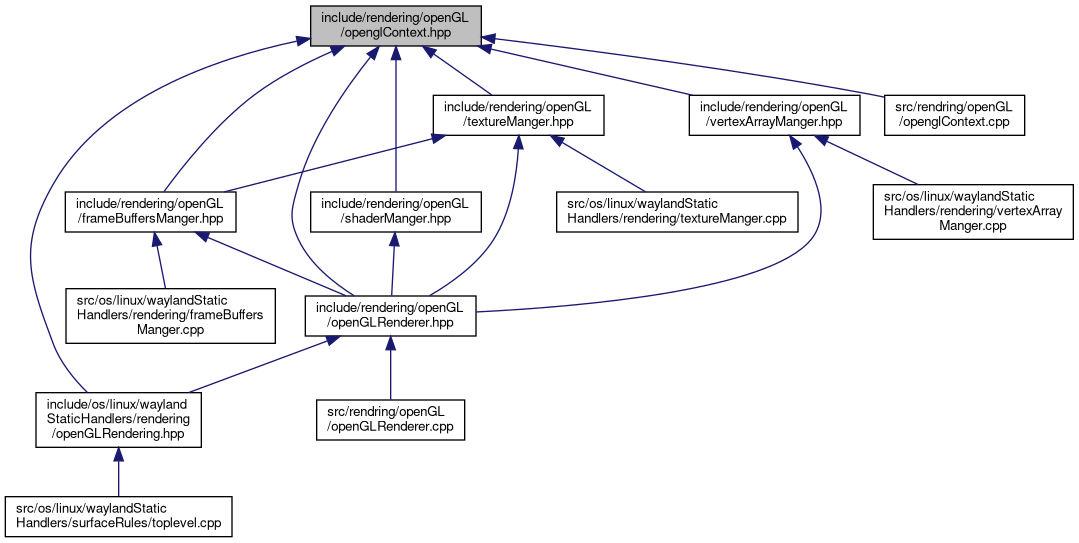 include/rendering/openGL
/openglContext.hpp
include/rendering/openGL
/textureManger.hpp
include/rendering/openGL
/vertexArrayManger.hpp
src/rendring/openGL
/openglContext.cpp
include/rendering/openGL
/frameBuffersManger.hpp
include/rendering/openGL
/shaderManger.hpp
src/os/linux/waylandStatic
Handlers/rendering/textureManger.cpp
src/os/linux/waylandStatic
Handlers/rendering/vertexArray
Manger.cpp
src/os/linux/waylandStatic
Handlers/rendering/frameBuffers
Manger.cpp
include/rendering/openGL
/openGLRenderer.hpp
include/os/linux/wayland
StaticHandlers/rendering
/openGLRendering.hpp
src/rendring/openGL
/openGLRenderer.cpp
src/os/linux/waylandStatic
Handlers/surfaceRules/toplevel.cpp